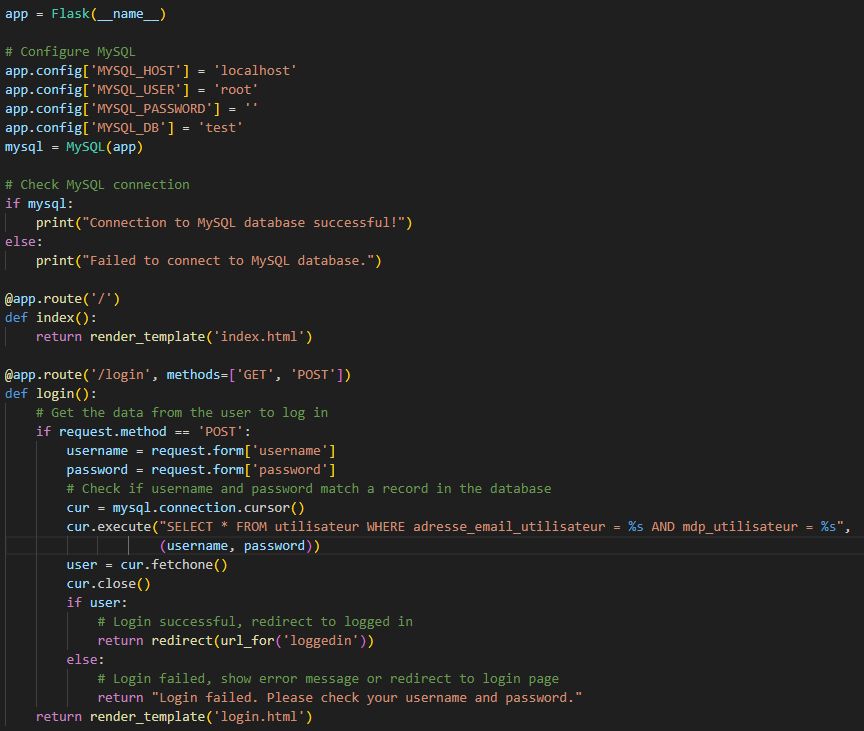 app = Flask(__name__)
# Configure MySQL
app.config['MYSQL_HOST'] = 'localhost'
app.config['MYSQL_USER'] = 'root'
app.config['MYSQL_PASSWORD'] = ''
app.config['MYSQL_DB'] = 'test'
mysql = MySQL(app)
# Check MySQL connection
if mysql:
    print("Connection to MySQL database successful!")
else:
    print("Failed to connect to MySQL database.")
@app.route('/')
def index():
    return render_template('index.html')
@app.route('/login', methods=['GET', 'POST'])
def login():
    # Get the data from the user to log in
    if request.method == 'POST':
        username = request.form['username']
        password = request.form['password']
        # Check if username and password match a record in the database
        cur = mysql.connection.cursor()
        cur.execute("SELECT * FROM utilisateur WHERE adresse_email_utilisateur = %s AND mdp_utilisateur = %s",
                    (username, password))
        user = cur.fetchone()
        cur.close()
        if user:
            # Login successful, redirect to logged in
            return redirect(url_for('loggedin'))
        else:
            # Login failed, show error message or redirect to login page
            return "Login failed. Please check your username and password."
    return render_template('login.html')